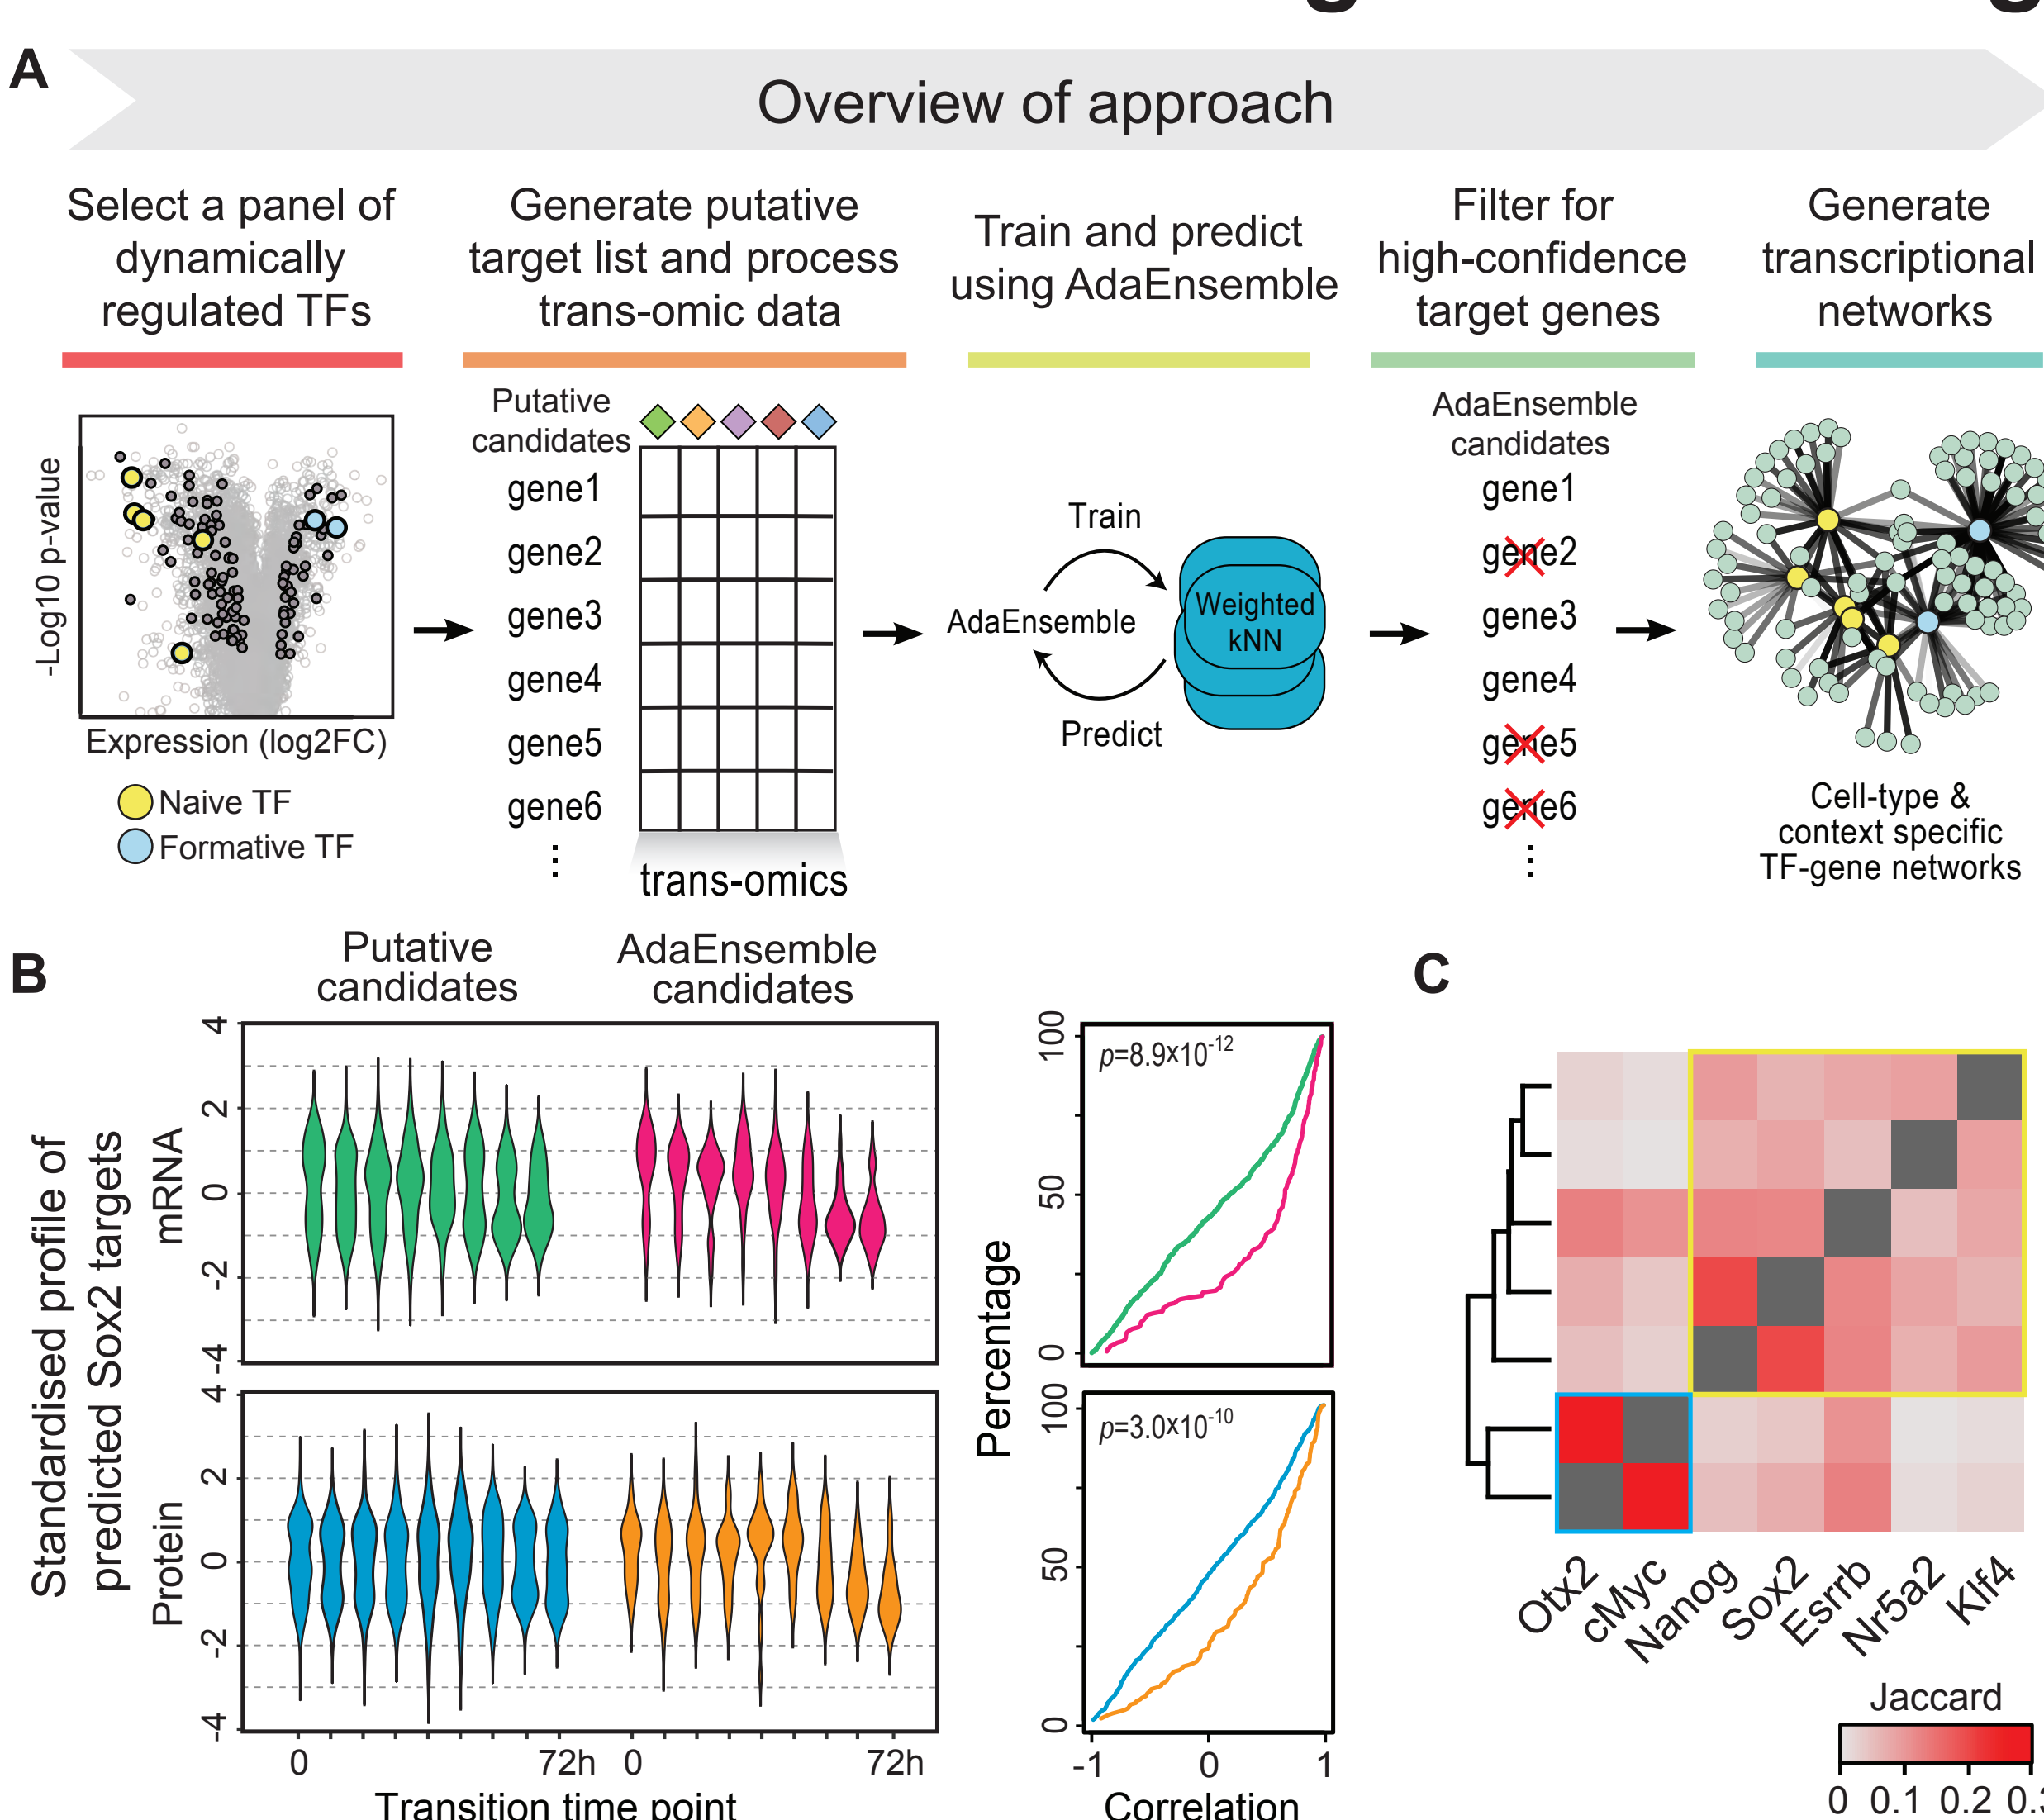 A
Overview of approach
Select a panel of
dynamically
regulated TFs
Generate putative
target list and process
trans-omic data
Train and predict
using AdaEnsemble
Filter for
high-confidence
target genes
Generate
transcriptional
networks
-Log10 p-value
Expression (log2FC)
Naive TF
Formative TF
Putative
candidates
gene1
gene2
gene3
gene4
gene5
gene6
⋮
trans-omics
Train
AdaEnsemble
Predict
Weighted
kNN
AdaEnsemble
candidates
gene1
gene2
gene3
gene4
gene5
gene6
⋮
Cell-type &
context specific
TF-gene networks
B
Putative
candidates
AdaEnsemble
candidates
Standardised profile of
predicted Sox2 targets
mRNA
4
2
0
-2
-4
Protein
4
2
0
-2
-4
0
72h
0
72h
Transition time point
Percentage
100
50
0
p=8.9x10-12
100
50
0
p=3.0x10-10
-1
0
1
Correlation
C
Otx2
cMyc
Nanog
Sox2
Esrrb
Nr5a2
Klf4
Jaccard
0
0.1
0.2